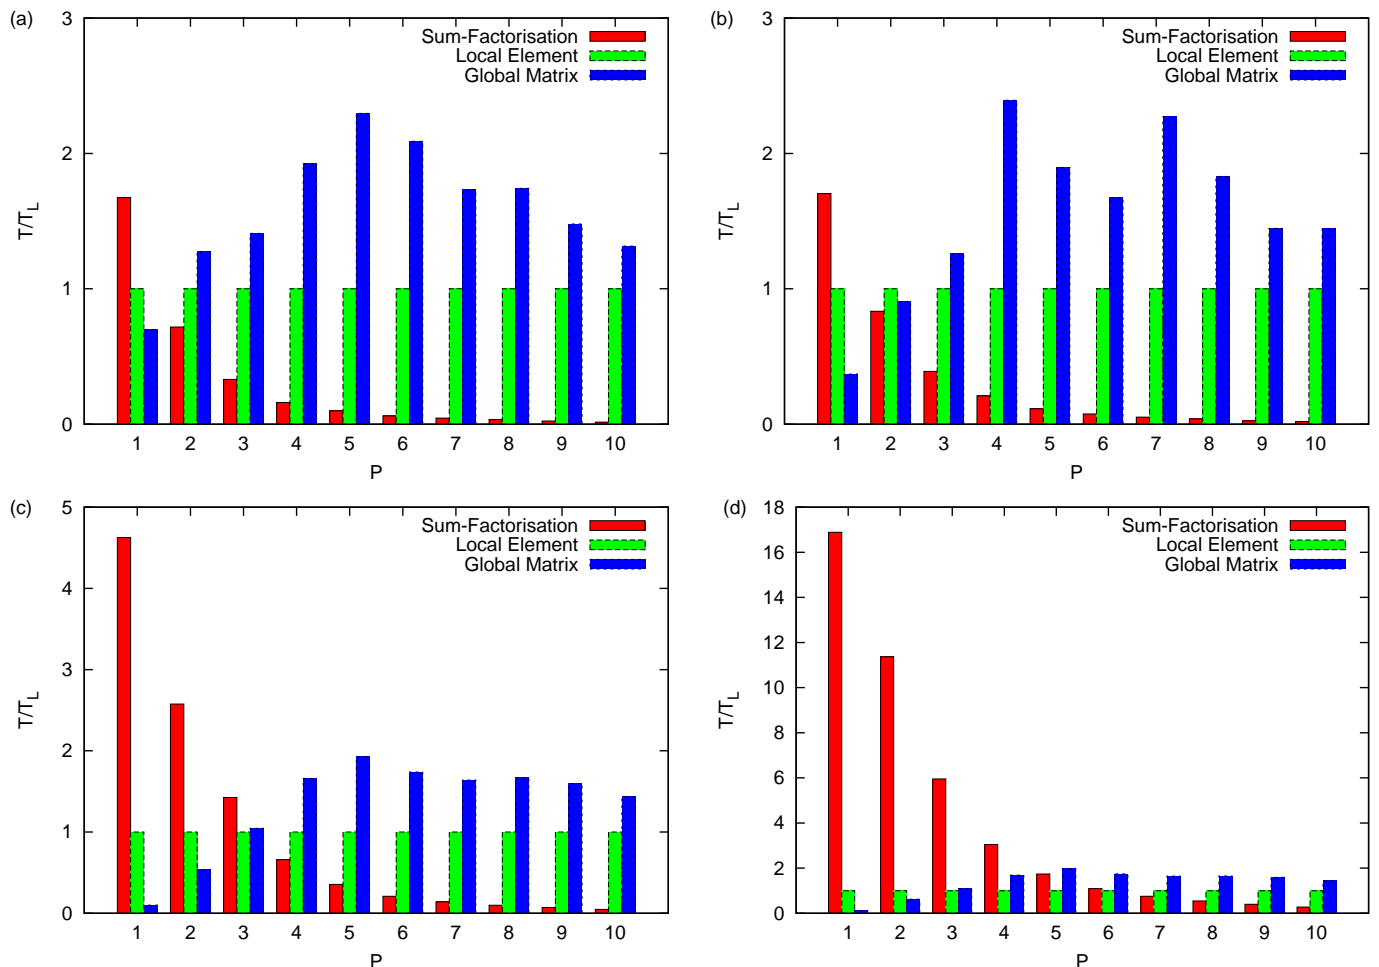 (a)
3
2
1
0
T/T_L
Sum-Factorisation
Local Element
Global Matrix
1 2 3 4 5 6 7 8 9 10
P
(b)
3
2
1
0
T/T_L
Sum-Factorisation
Local Element
Global Matrix
1 2 3 4 5 6 7 8 9 10
P
(c)
5
4
3
2
1
0
T/T_L
Sum-Factorisation
Local Element
Global Matrix
1 2 3 4 5 6 7 8 9 10
P
(d)
18
16
14
12
10
8
6
4
2
0
T/T_L
Sum-Factorisation
Local Element
Global Matrix
1 2 3 4 5 6 7 8 9 10
P